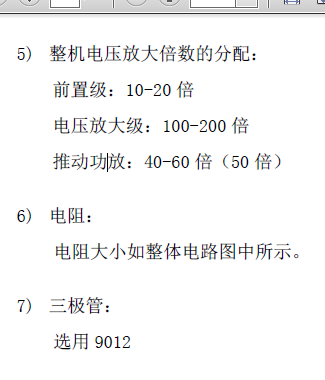 5) 整机电压放大倍数的分配：
前置级：10-20 倍
电压放大级：100-200 倍
推动功放：40-60 倍（50 倍）
6) 电阻：
电阻大小如整体电路图中所示。
7) 三极管：
选用 9012